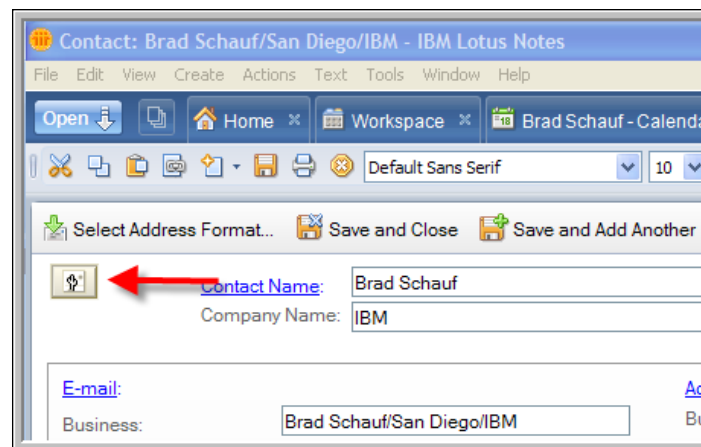 Contact: Brad Schauf/San Diego/IBM - IBM Lotus Notes
File Edit View Create Actions Text Tools Window Help
Open Home Workspace Brad Schauf - Calenda
Default Sans Serif 10
Select Address Format... Save and Close Save and Add Another
Contact Name: Brad Schauf
Company Name: IBM
E-mail:
Business: Brad Schauf/San Diego/IBM